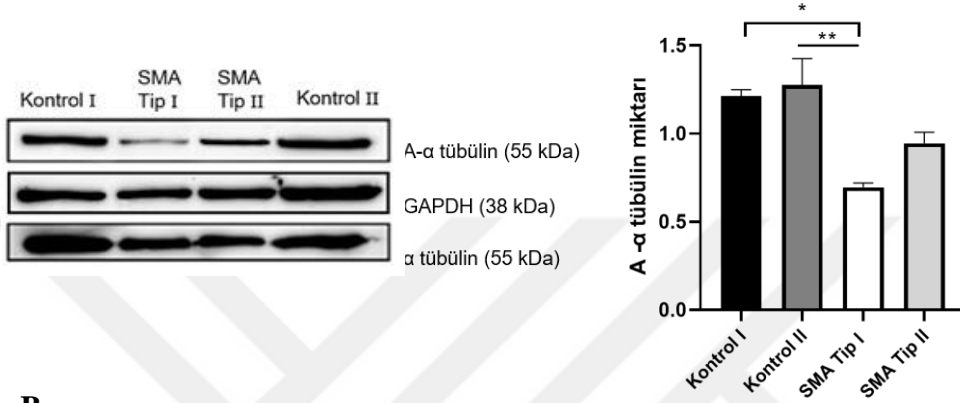 Kontrol I
SMA
Tip I
SMA
Tip II
Kontrol II
A-α tübülin (55 kDa)
GAPDH (38 kDa)
α tübülin (55 kDa)
*
**
A -α tübülin miktarı
1.5
1.0
0.5
0.0
Kontrol I
Kontrol II
SMA Tip I
SMA Tip II